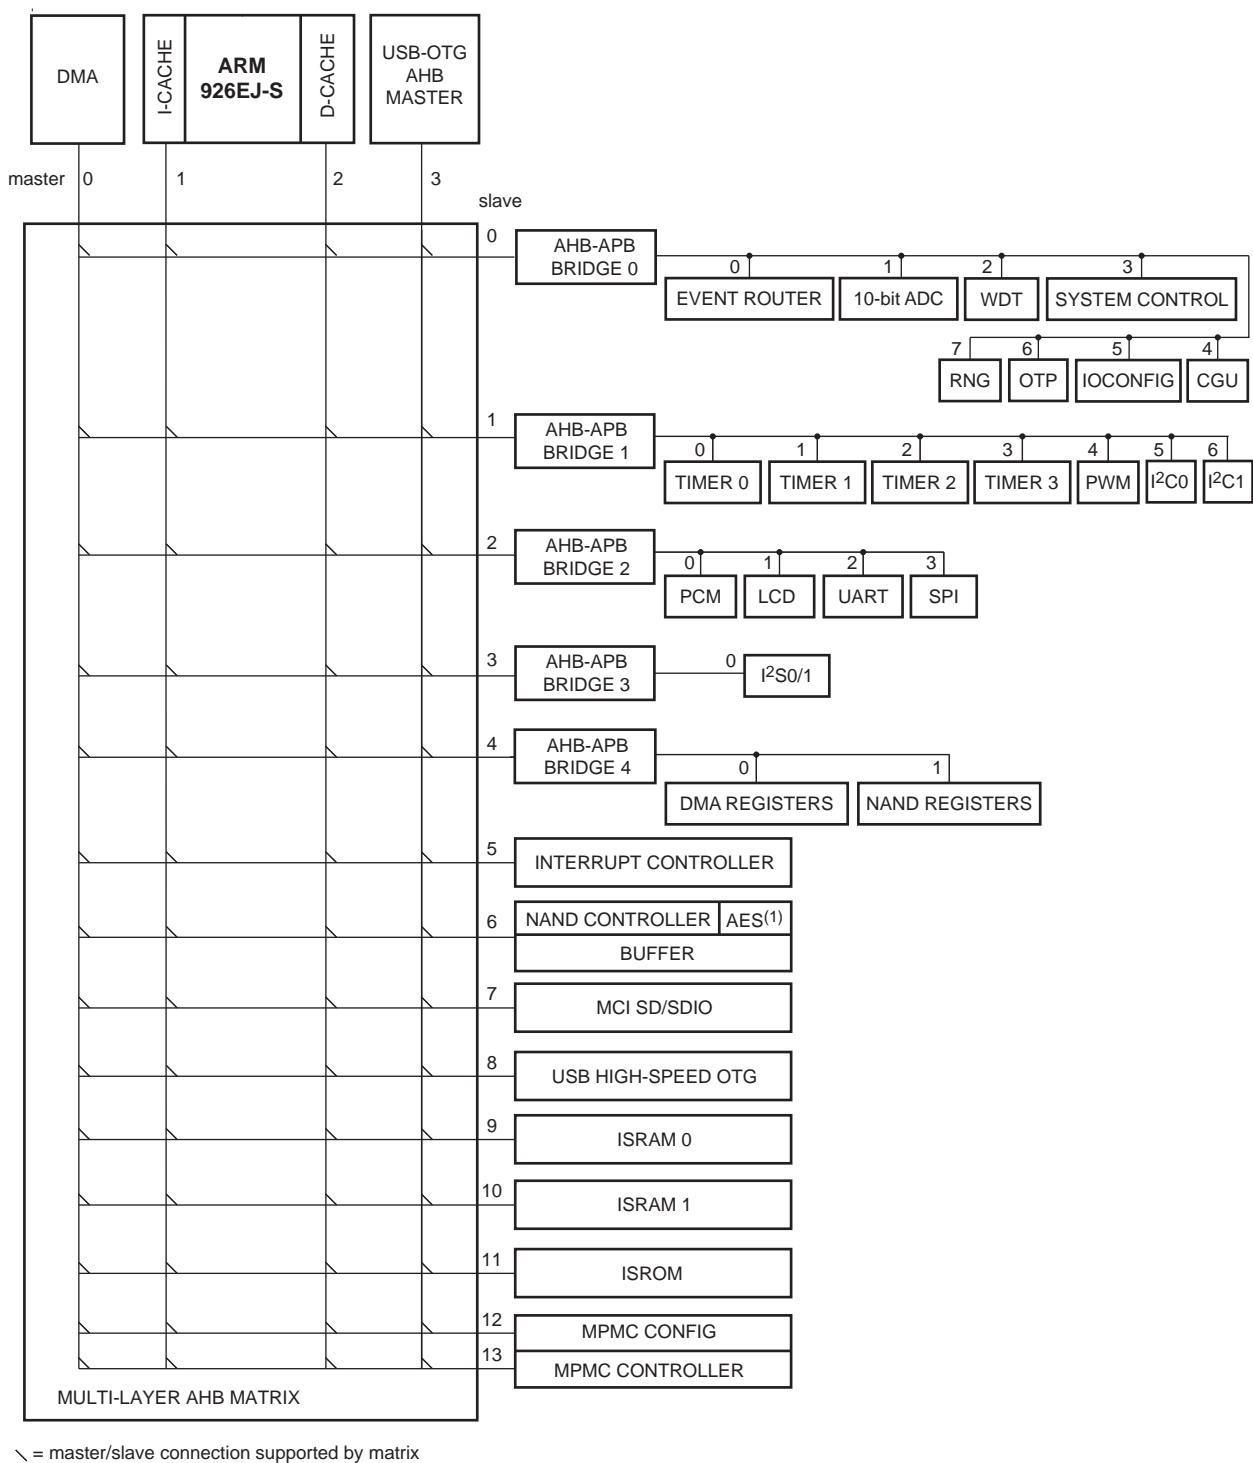 DMA
I-CACHE
ARM
926EJ-S
D-CACHE
USB-OTG
AHB
MASTER
master 0 1 2 3
slave
0
AHB-APB
BRIDGE 0
0 1 2 3
EVENT ROUTER
10-bit ADC
WDT
SYSTEM CONTROL
7 6 5 4
RNG
OTP
IOCONFIG
CGU
1
AHB-APB
BRIDGE 1
0 1 2 3 4 5 6
TIMER 0
TIMER 1
TIMER 2
TIMER 3
PWM
I2C0
I2C1
2
AHB-APB
BRIDGE 2
0 1 2 3
PCM
LCD
UART
SPI
3
AHB-APB
BRIDGE 3
0
I2S0/1
4
AHB-APB
BRIDGE 4
0 1
DMA REGISTERS
NAND REGISTERS
5
INTERRUPT CONTROLLER
6
NAND CONTROLLER
AES(1)
BUFFER
7
MCI SD/SDIO
8
USB HIGH-SPEED OTG
9
ISRAM 0
10
ISRAM 1
11
ISROM
12
MPMC CONFIG
13
MPMC CONTROLLER
MULTI-LAYER AHB MATRIX
= master/slave connection supported by matrix